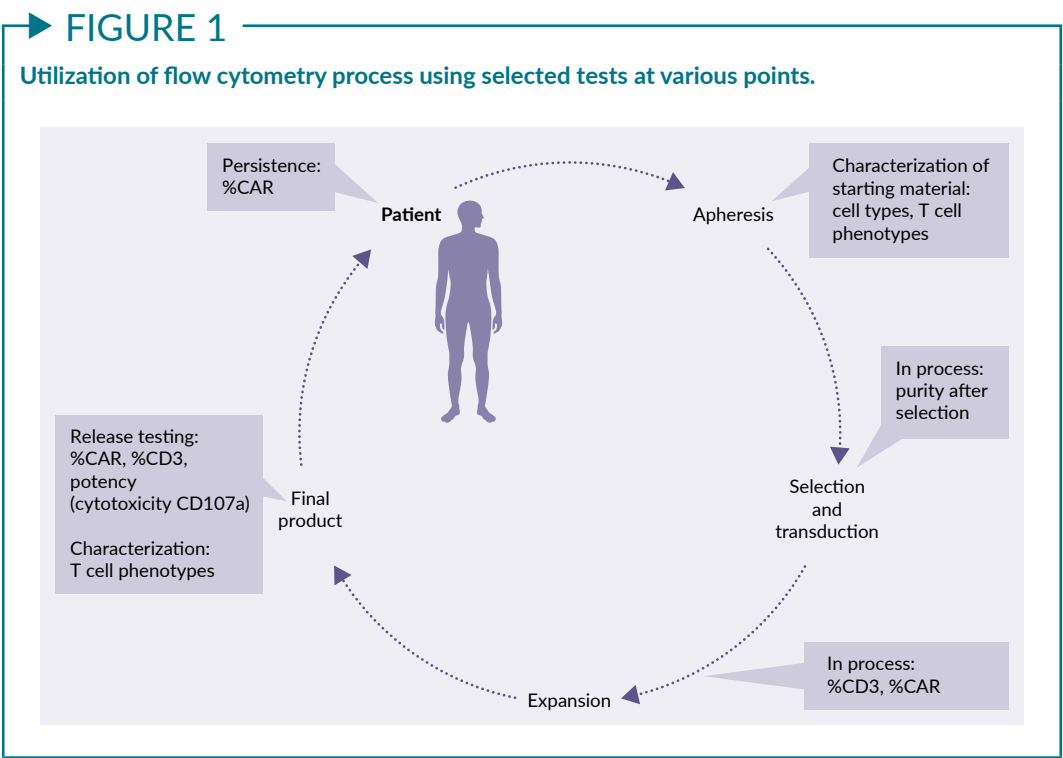 FIGURE 1
Utilization of flow cytometry process using selected tests at various points.
Persistence:
%CAR
Patient
Apheresis
Characterization of
starting material:
cell types, T cell
phenotypes
In process:
purity after
selection
Selection
and
transduction
In process:
%CD3, %CAR
Expansion
Final
product
Release testing:
%CAR, %CD3,
potency
(cytotoxicity CD107a)
Characterization:
T cell phenotypes